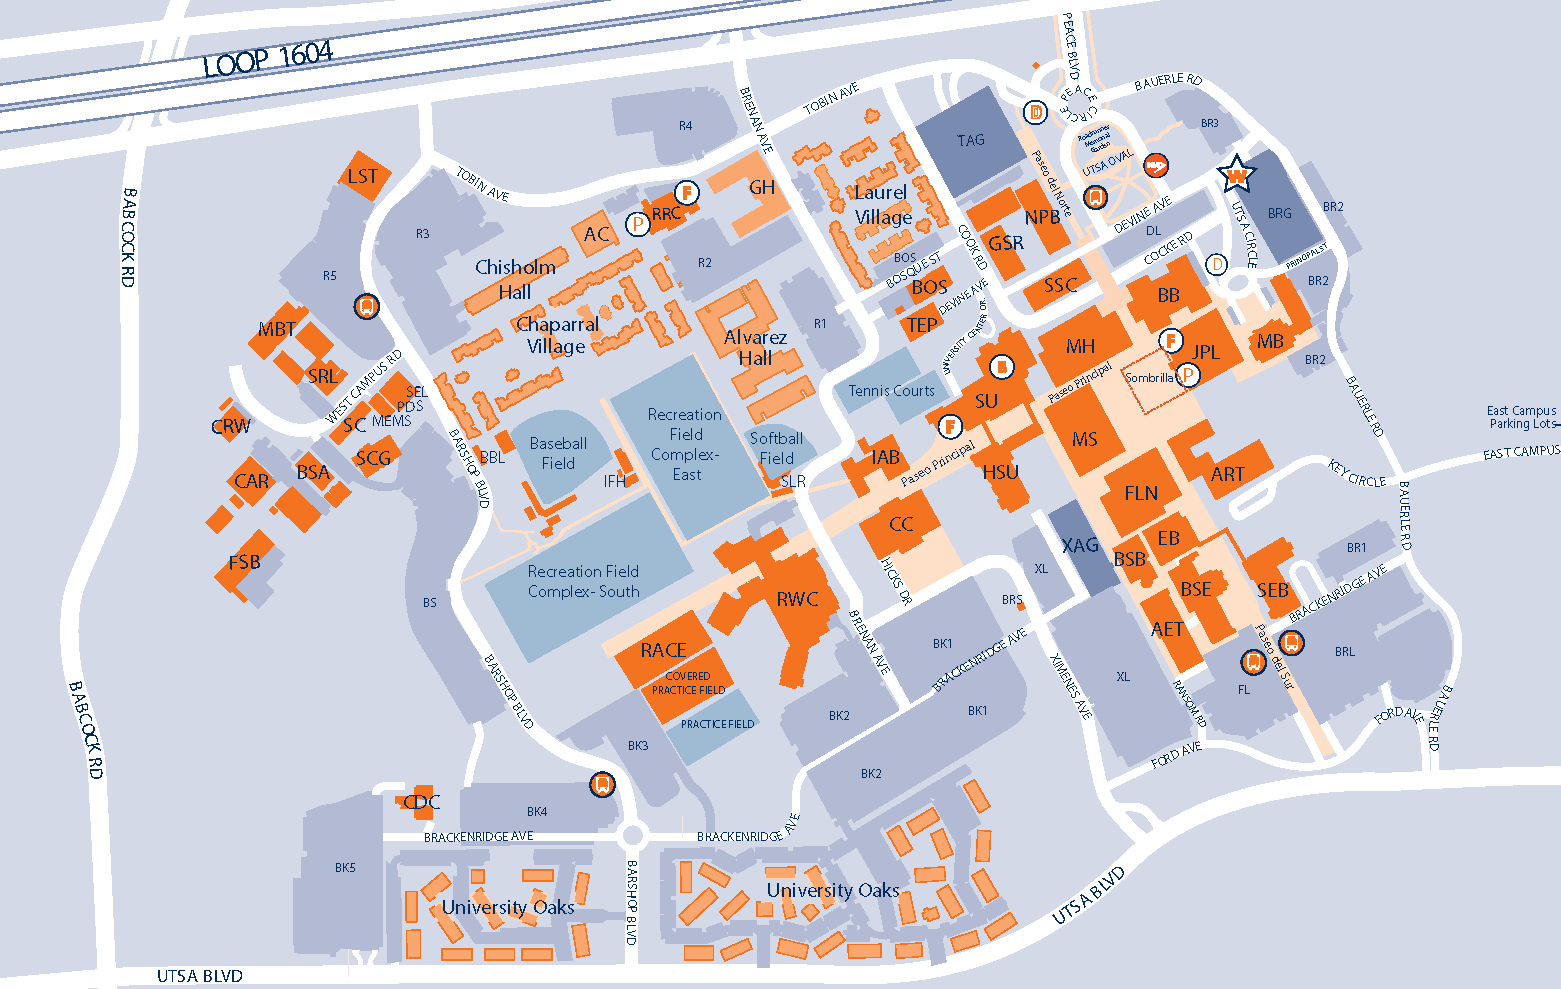 LOOP 1604
PEACE BLVD
PEACE CIRCLE
BAUERLE RD
TOBIN AVE
BRENAN AVE
R4
TAG
D
Roadrunner
Memorial
Garden
BR3
UTSA OVAL
Paseo del Norte
LST
TOBIN AVE
GH
F
Laurel
Village
BABCOCK RD
RRC
P
AC
NPB
DEVINE AVE
UTSA CIRCLE
BRG
BR2
R3
COOK RD
GSR
DL
COCKE RD
R2
BOS
BOSQUE ST
D
PRINCIPAL ST
Chisholm
Hall
R5
BOS
SSC
BB
BR2
DEVINE AVE
MBT
Chaparral
Village
R1
TEP
UNIVERSITY CENTER RD
Alvarez
Hall
MH
F
JPL
MB
BR2
WEST CAMPUS RD
SRL
B
Paseo Principal
Sombrilla
P
SEL
PDS
MEMS
Tennis Courts
SU
BAUERLE RD
CRW
SC
Recreation
Field
Complex-
East
East Campus
Parking Lots
F
BARSHOP BLVD
Baseball
Field
Softball
Field
MS
EAST CAMPUS
BBL
SCG
IAB
Paseo Principal
HSU
ART
KEY CIRCLE
BSA
CAR
IFH
SLR
FLN
BAUERLE RD
CC
XAG
EB
BR1
FSB
BSB
Recreation Field
Complex- South
HICKS DR
XL
BSE
SEB
BRACKENRIDGE AVE
BS
RWC
BRS
AET
BRENAN AVE
BK1
BRACKENRIDGE AVE
Paseo del Sur
RACE
BRL
COVERED
PRACTICE FIELD
BARSHOP BLVD
XIMENES AVE
XL
RANSOM RD
FL
BABCOCK RD
PRACTICE FIELD
BK2
BK1
FORD AVE
BAUERLE RD
BK3
FORD AVE
BK2
CDC
BK4
BRACKENRIDGE AVE
BRACKENRIDGE AVE
BK5
BARSHOP BLVD
University Oaks
University Oaks
UTSA BLVD
UTSA BLVD